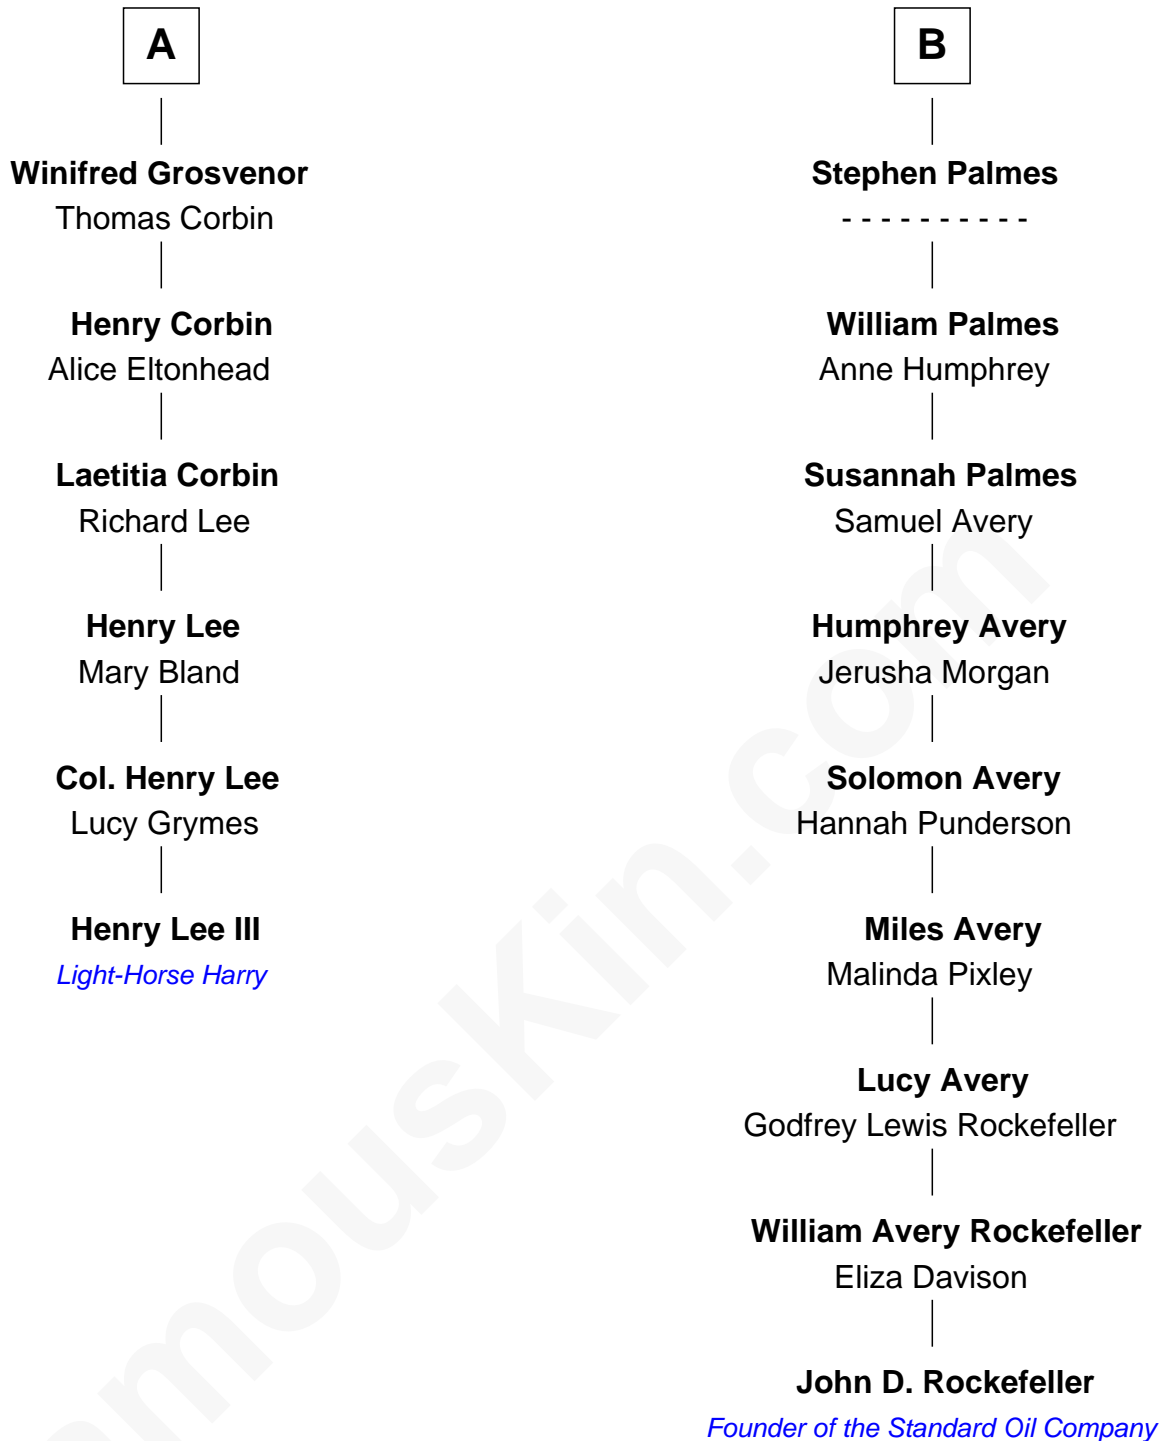 A
Winifred Grosvenor
Thomas Corbin
Henry Corbin
Alice Eltonhead
Laetitia Corbin
Richard Lee
Henry Lee
Mary Bland
Col. Henry Lee
Lucy Grymes
Henry Lee III
Light-Horse Harry
B
Stephen Palmes
- - - - - - - - - -
William Palmes
Anne Humphrey
Susannah Palmes
Samuel Avery
Humphrey Avery
Jerusha Morgan
Solomon Avery
Hannah Punderson
Miles Avery
Malinda Pixley
Lucy Avery
Godfrey Lewis Rockefeller
William Avery Rockefeller
Eliza Davison
John D. Rockefeller
Founder of the Standard Oil Company
amouskin.com